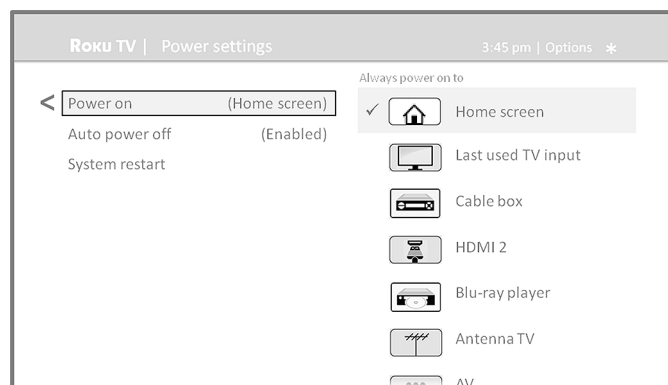 ROKU TV | Power settings
3:45 pm | Options *
Always power on to
< Power on (Home screen)
Auto power off (Enabled)
System restart
✓ Home screen
Last used TV input
Cable box
HDMI 2
Blu-ray player
Antenna TV
AV